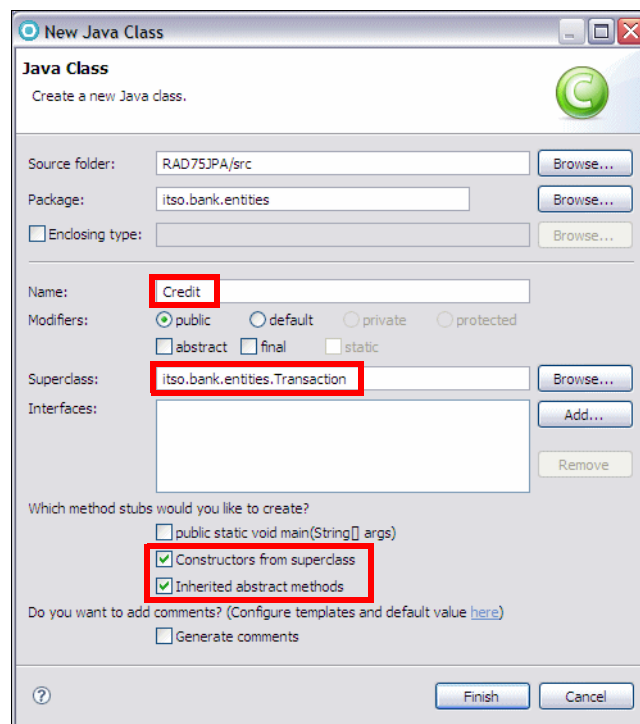 New Java Class
Java Class
Create a new Java class.
C
Source folder: RAD75JPA/src Browse...
Package: itso.bank.entities Browse...
Enclosing type: Browse...
Name: Credit
Modifiers: public default private protected
abstract final static
Superclass: itso.bank.entities.Transaction Browse...
Interfaces: Add...
Remove
Which method stubs would you like to create?
public static void main(String[] args)
Constructors from superclass
Inherited abstract methods
Do you want to add comments? (Configure templates and default value here)
Generate comments
? Finish Cancel